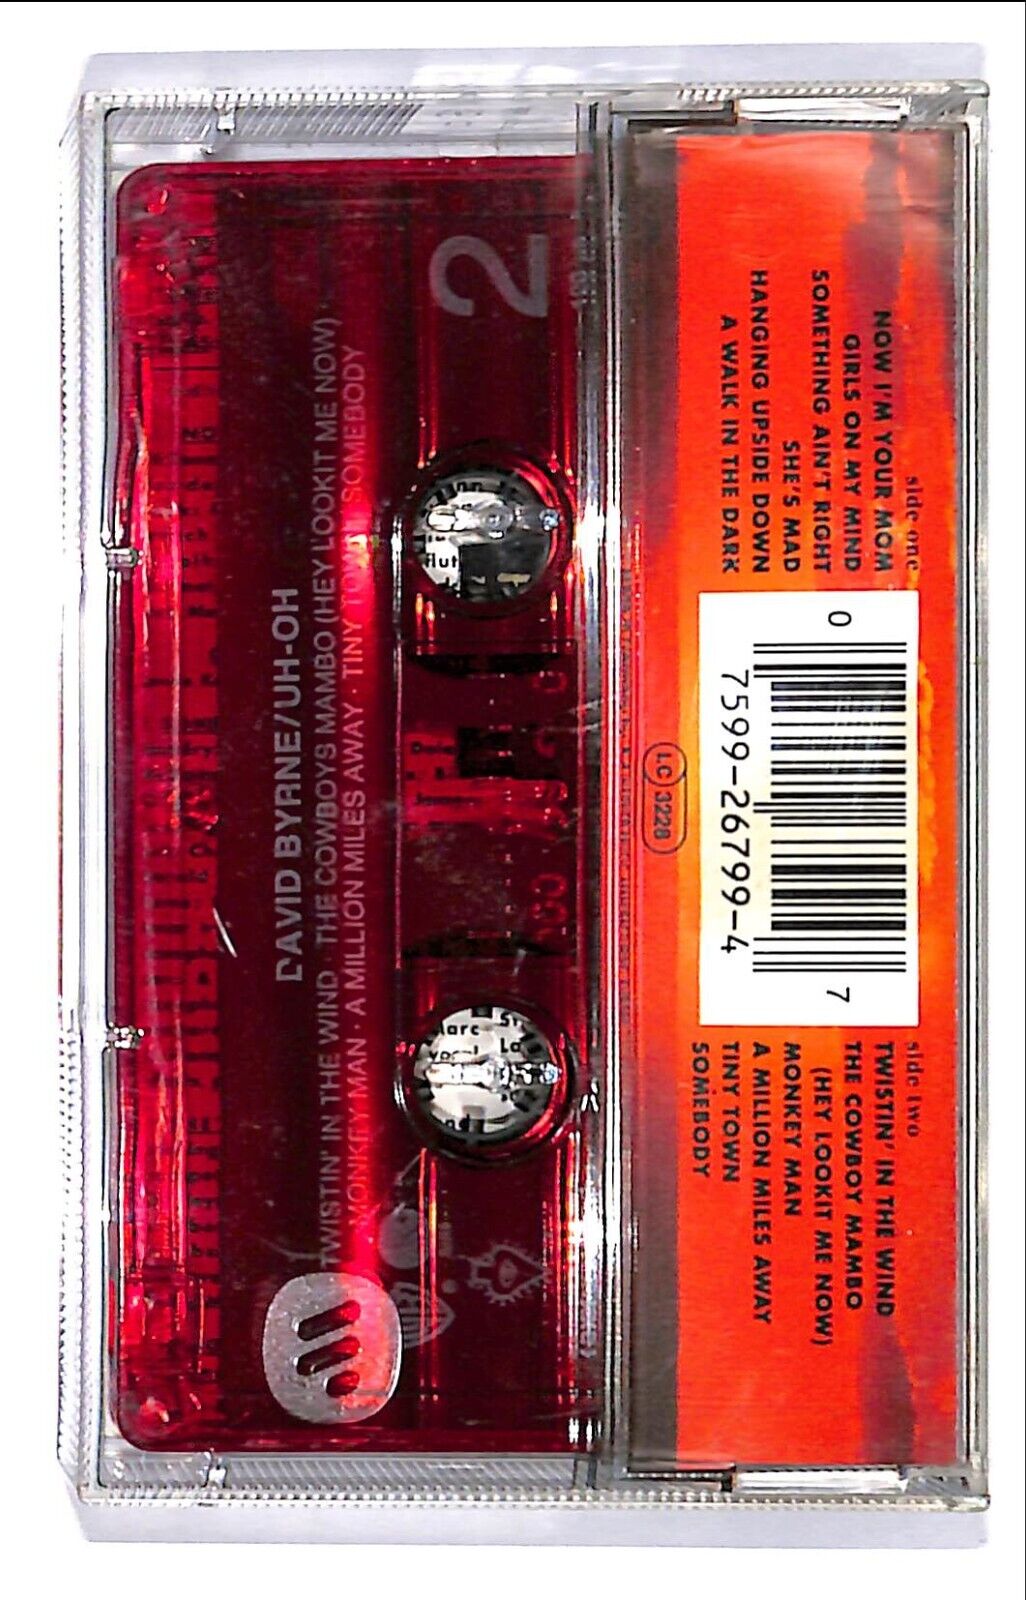 side one
NOW I'M YOUR MOM
GIRLS ON MY MIND
SOMETHING AIN'T RIGHT
SHE'S MAD
HANGING UPSIDE DOWN
A WALK IN THE DARK
0 7599-26799-4 7
side two
TWISTIN' IN THE WIND
THE COWBOY MAMBO
(HEY LOOKIT ME NOW)
MONKEY MAN
A MILLION MILES AWAY
TINY TOWN
SOMEBODY
LC 3228
2
DAVID BYRNE/UH-OH
TWISTIN' IN THE WIND · THE COWBOYS MAMBO (HEY LOOKIT ME NOW) ·
MONKEY MAN · A MILLION MILES AWAY · TINY TOWN · SOMEBODY